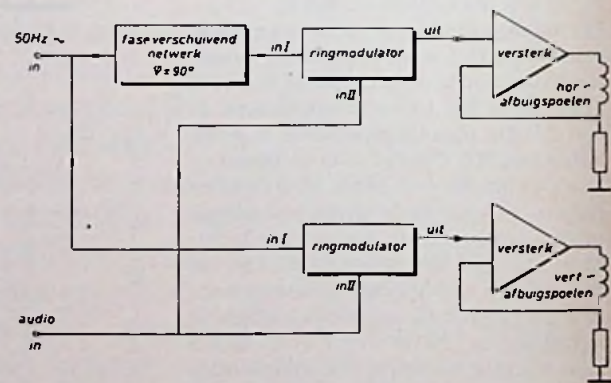 50Hz ~
in
faseverschuivend
netwerk
φ = 90°
in I
ringmodulator
in II
uit
versterk
hor -
afbuigspoelen
in I
ringmodulator
in II
uit
versterk
vert -
afbuigspoelen
audio
in